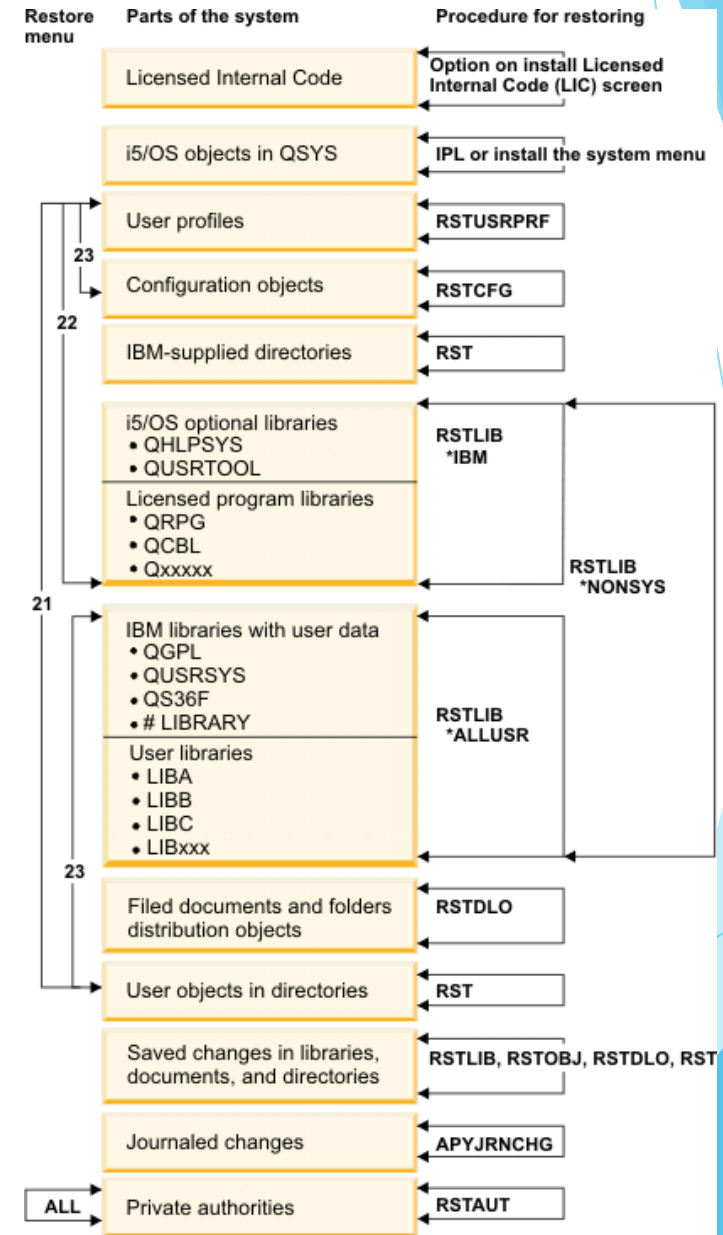 Restore menu
Parts of the system
Procedure for restoring
Licensed Internal Code
Option on install Licensed
Internal Code (LIC) screen
i5/OS objects in QSYS
IPL or install the system menu
User profiles
RSTUSRPRF
23
Configuration objects
RSTCFG
22
IBM-supplied directories
RST
i5/OS optional libraries
• QHLPSYS
• QUSRTOOL
RSTLIB
*IBM
Licensed program libraries
• QRPG
• QCBL
• Qxxxxx
RSTLIB
*NONSYS
21
IBM libraries with user data
• QGPL
• QUSRSYS
• QS36F
• # LIBRARY
RSTLIB
*ALLUSR
User libraries
• LIBA
• LIBB
• LIBC
• LIBxxx
23
Filed documents and folders
distribution objects
RSTDLO
User objects in directories
RST
Saved changes in libraries,
documents, and directories
RSTLIB, RSTOBJ, RSTDLO, RST
Journaled changes
APYJRNCHG
ALL
Private authorities
RSTAUT